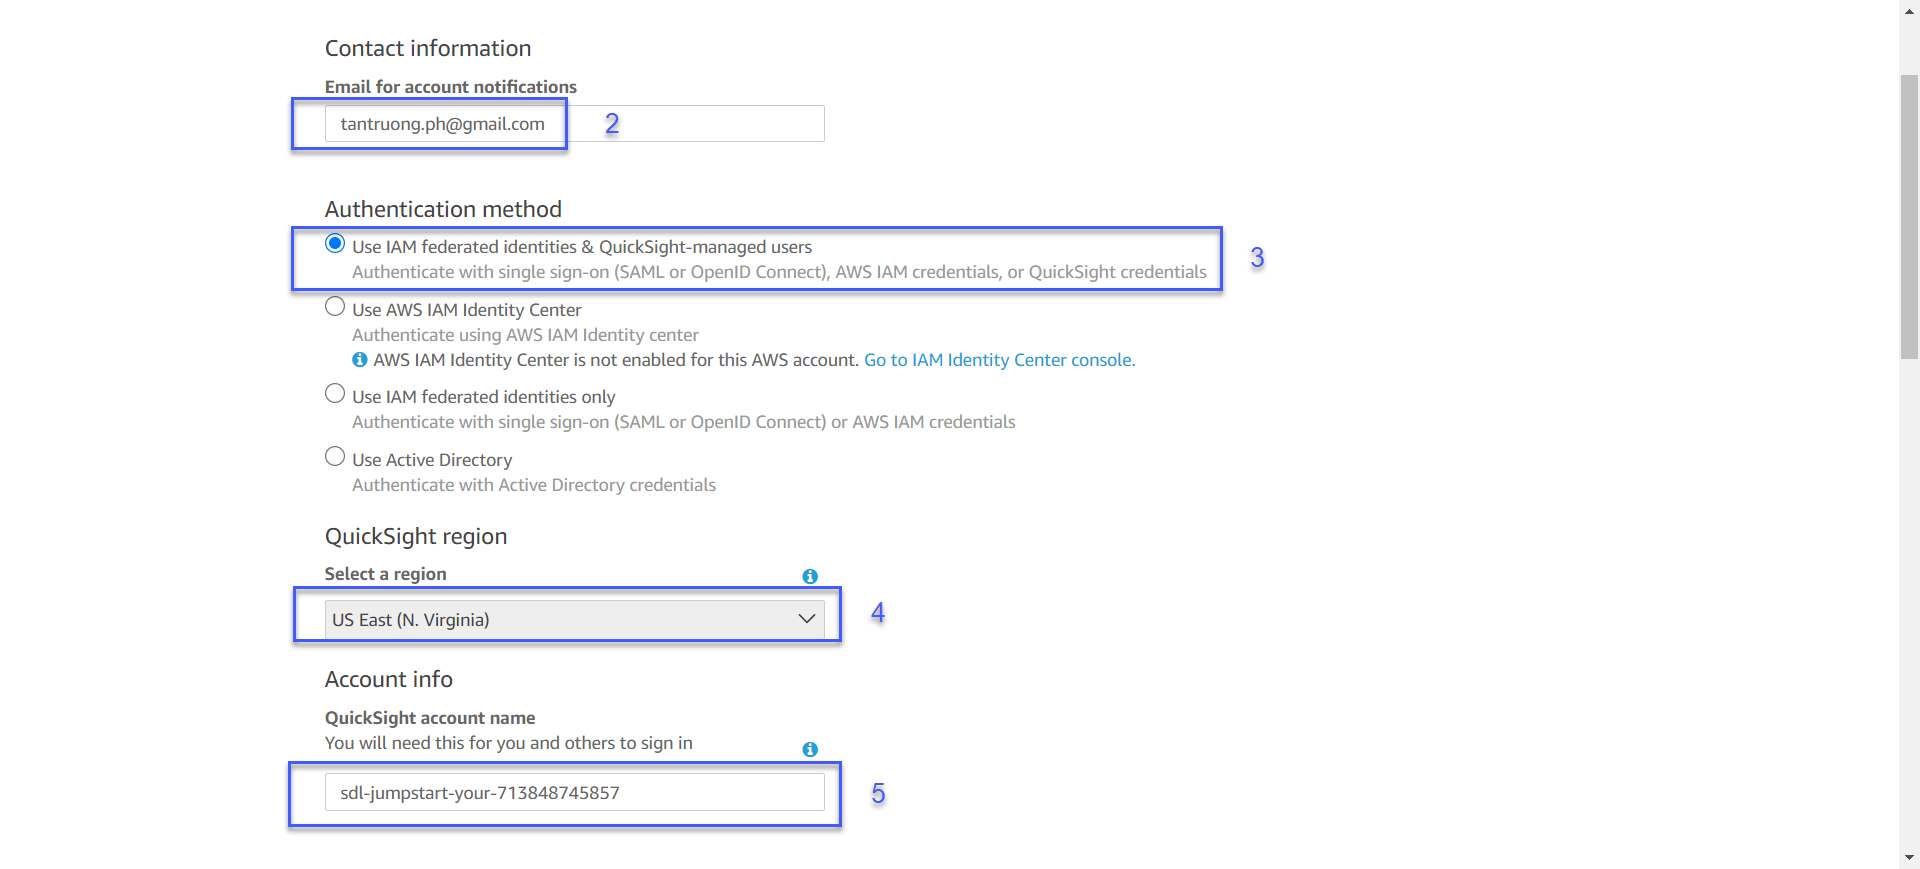 Contact information
Email for account notifications
tantruong.ph@gmail.com
2
Authentication method
Use IAM federated identities & QuickSight-managed users
Authenticate with single sign-on (SAML or OpenID Connect), AWS IAM credentials, or QuickSight credentials
3
Use AWS IAM Identity Center
Authenticate using AWS IAM Identity center
AWS IAM Identity Center is not enabled for this AWS account. Go to IAM Identity Center console.
Use IAM federated identities only
Authenticate with single sign-on (SAML or OpenID Connect) or AWS IAM credentials
Use Active Directory
Authenticate with Active Directory credentials
QuickSight region
Select a region
US East (N. Virginia)
4
Account info
QuickSight account name
You will need this for you and others to sign in
sdl-jumpstart-your-713848745857
5